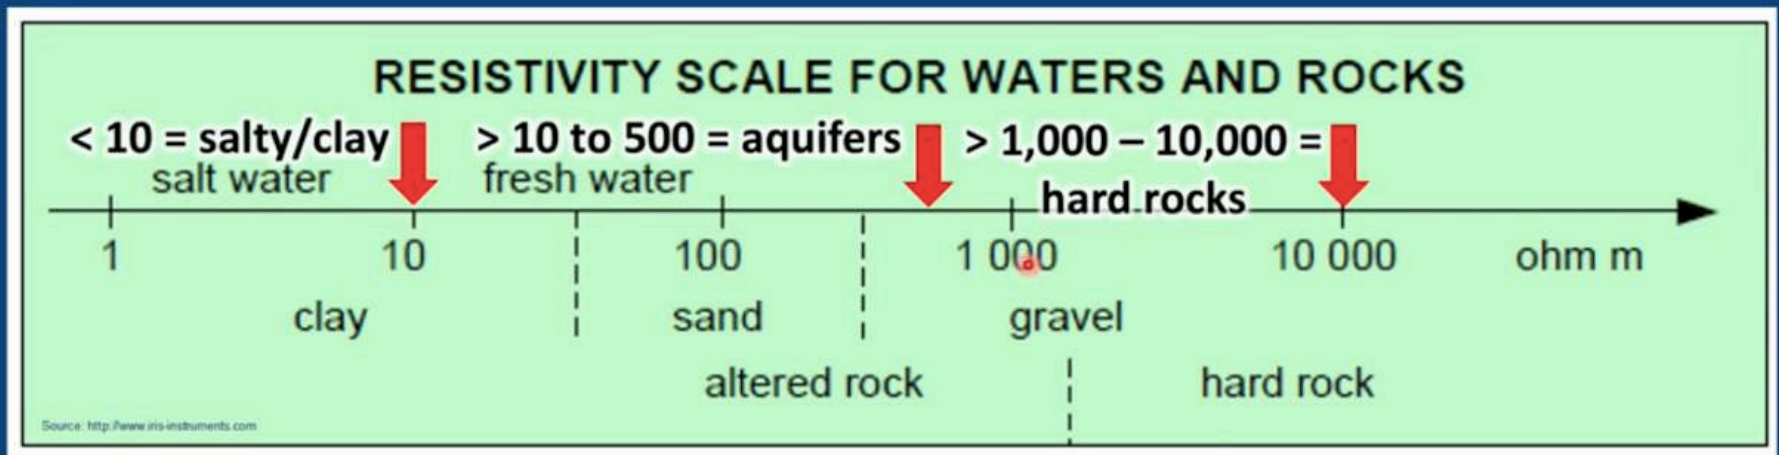 RESISTIVITY SCALE FOR WATERS AND ROCKS
< 10 = salty/clay > 10 to 500 = aquifers > 1,000 – 10,000 =
salt water fresh water hard rocks
1 10 100 1 000 10 000 ohm m
clay sand gravel
altered rock hard rock
Source: http://www.iris-instruments.com